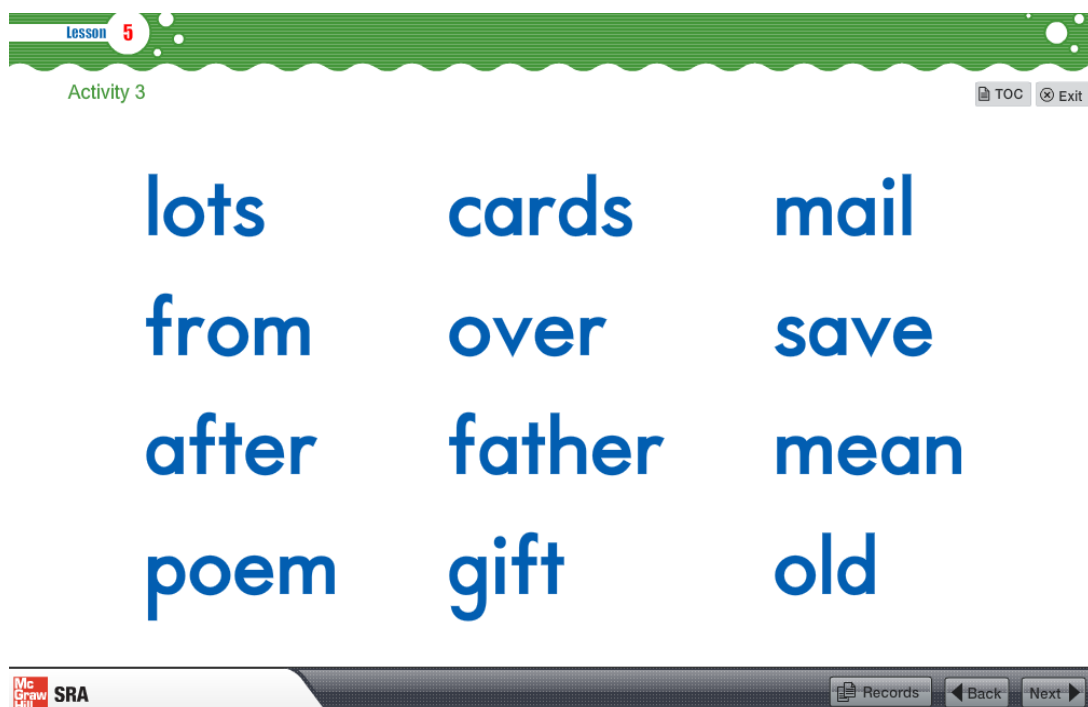 Lesson 5
Activity 3
TOC Exit
lots cards mail
from over save
after father mean
poem gift old
Mc
Graw
Hill
SRA
Records Back Next